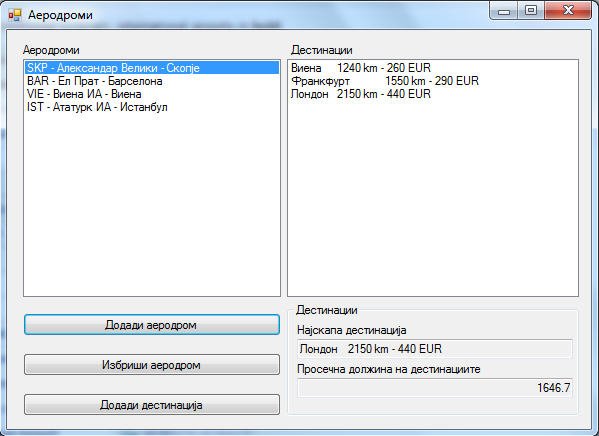 Аеродроми
Аеродроми
SKP - Александар Велики - Скопје
BAR - Ел Прат - Барселона
VIE - Виена ИА - Виена
IST - Ататурк ИА - Истанбул
Дестинации
Виена 1240 km - 260 EUR
Франкфурт 1550 km - 290 EUR
Лондон 2150 km - 440 EUR
Додади аеродром
Избриши аеродром
Додади дестинација
Дестинации
Најскапа дестинација
Лондон 2150 km - 440 EUR
Просечна должина на дестинациите
1646.7